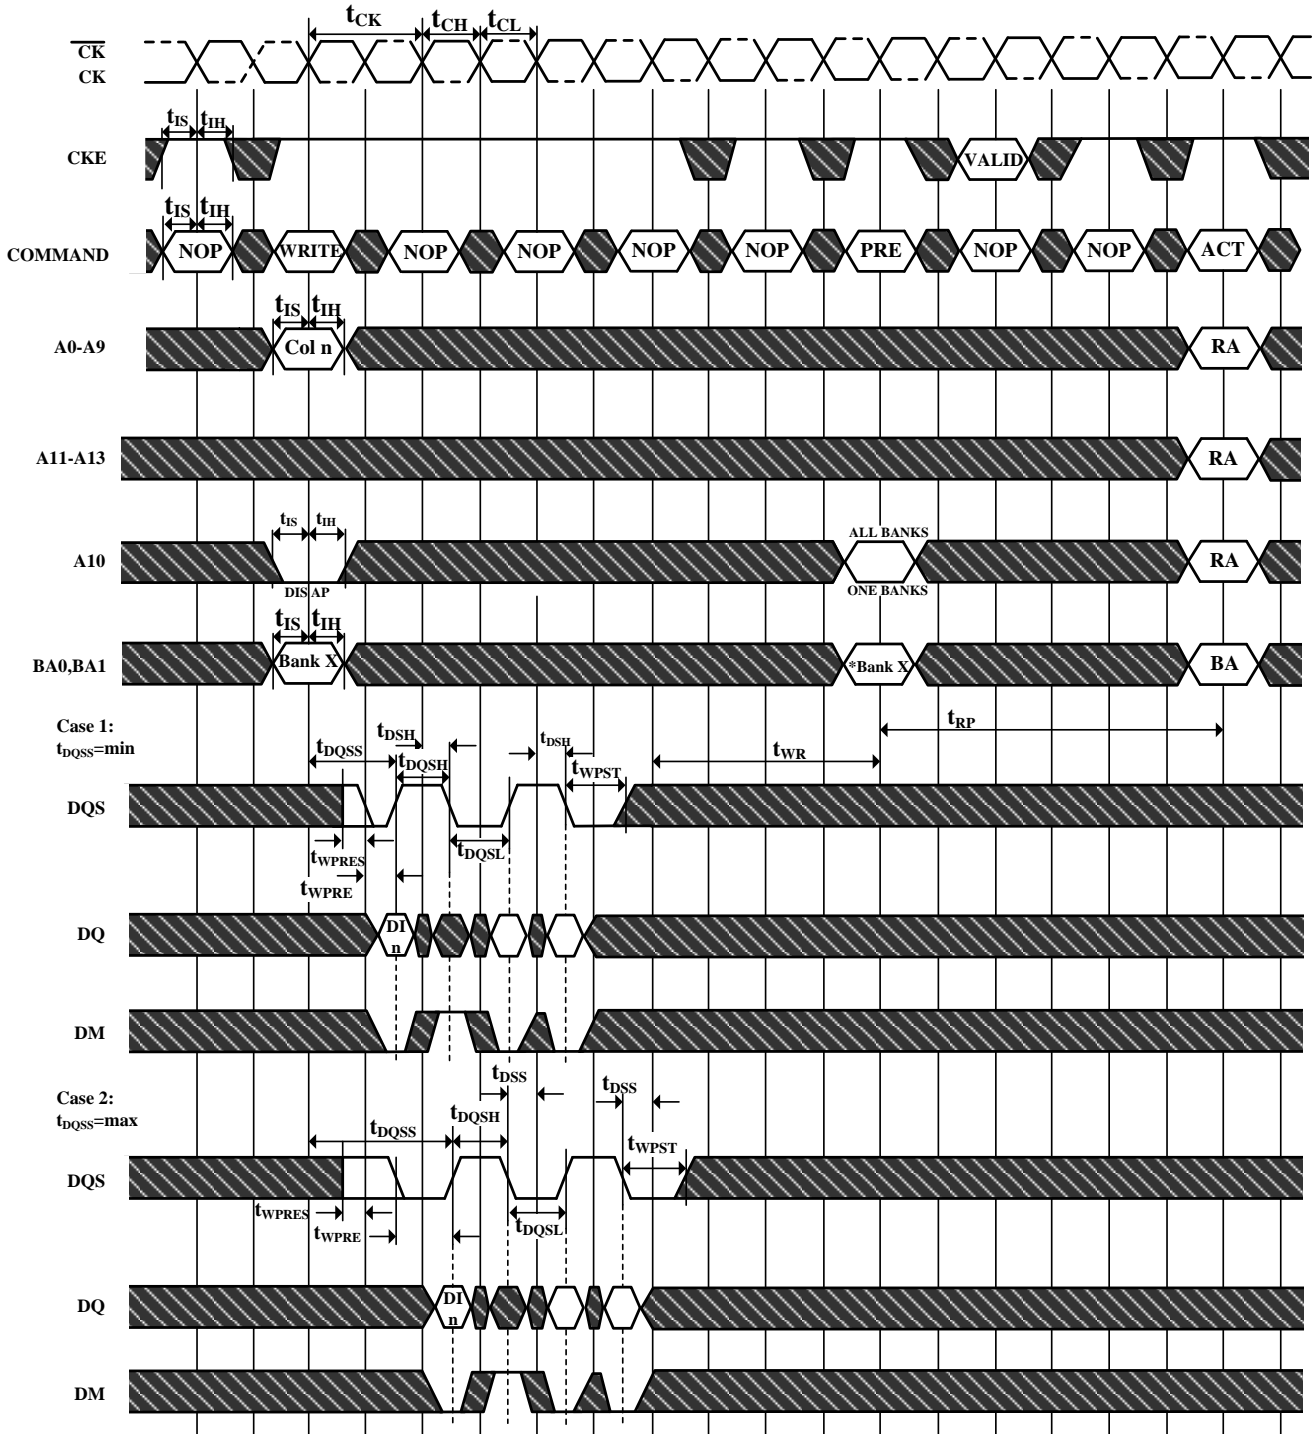 tCK tCH tCL
CK
CK
tIS tIH
CKE VALID
tIS tIH
COMMAND NOP WRITE NOP NOP NOP NOP PRE NOP NOP ACT
tIS tIH
A0-A9 Col n RA
A11-A13 RA
tIS tIH ALL BANKS
A10 RA
DIS AP ONE BANKS
tIS tIH
BA0,BA1 Bank X *Bank X BA
Case 1:
tDQSS=min
tDSH tDSH tRP
tDQSS tDQSH tWPST tWR
DQS
tWPRES tDQSL
tWPRE
DQ DI n
DM
Case 2:
tDQSS=max
tDSS tDSS
tDQSS tDQSH tWPST
DQS
tWPRES tWPRE tDQSL
DQ DI n
DM